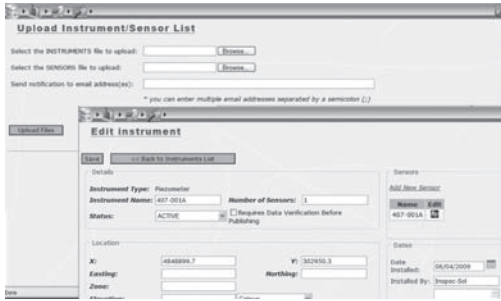 Upload Instrument/Sensor List
Select the INSTRUMENTS file to upload: Browse...
Select the SENSORS file to upload: Browse...
Send notification to email address(es):
* you can enter multiple email addresses separated by a semicolon (;)
Upload Files
Edit instrument
Save << Back to Instruments List
Details
Instrument Type: Piezometer
Instrument Name: 407-001A Number of Sensors: 1
Status: ACTIVE Requires Data Verification Before Publishing
Sensors
Add New Sensor
Name Edit
407-001A
Location
X: 4848899.7 Y: 302950.3
Easting: Northing:
Zone:
Elevation:
Colour
Dates
Date Installed: 06/04/2009
Installed By: Inspec-Sol
Done